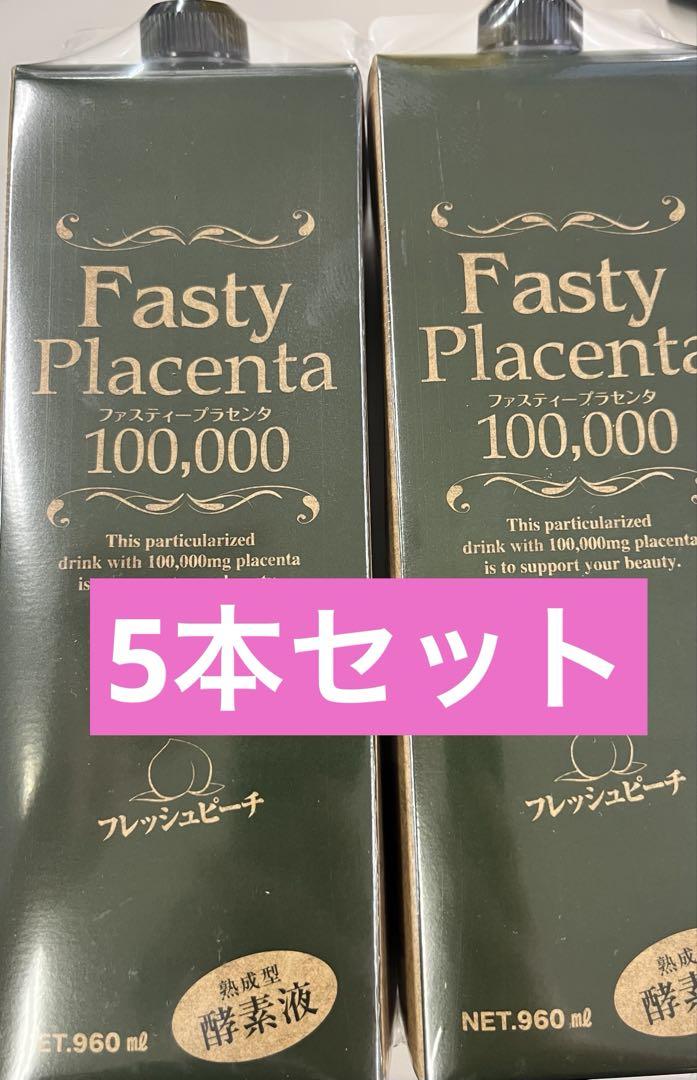 Fasty
Placenta
ファスティープラセンタ
100,000
This particularized
drink with 100,000mg placenta
is
フレッシュピーチ
熟成型
酵素液
ET.960 ml
Fasty
Placenta
ファスティープラセンタ
100,000
This particularized
drink with 100,000mg placenta
is to support your beauty.
フレッシュピーチ
NET.960 ml
熟成
酵素
5本セット